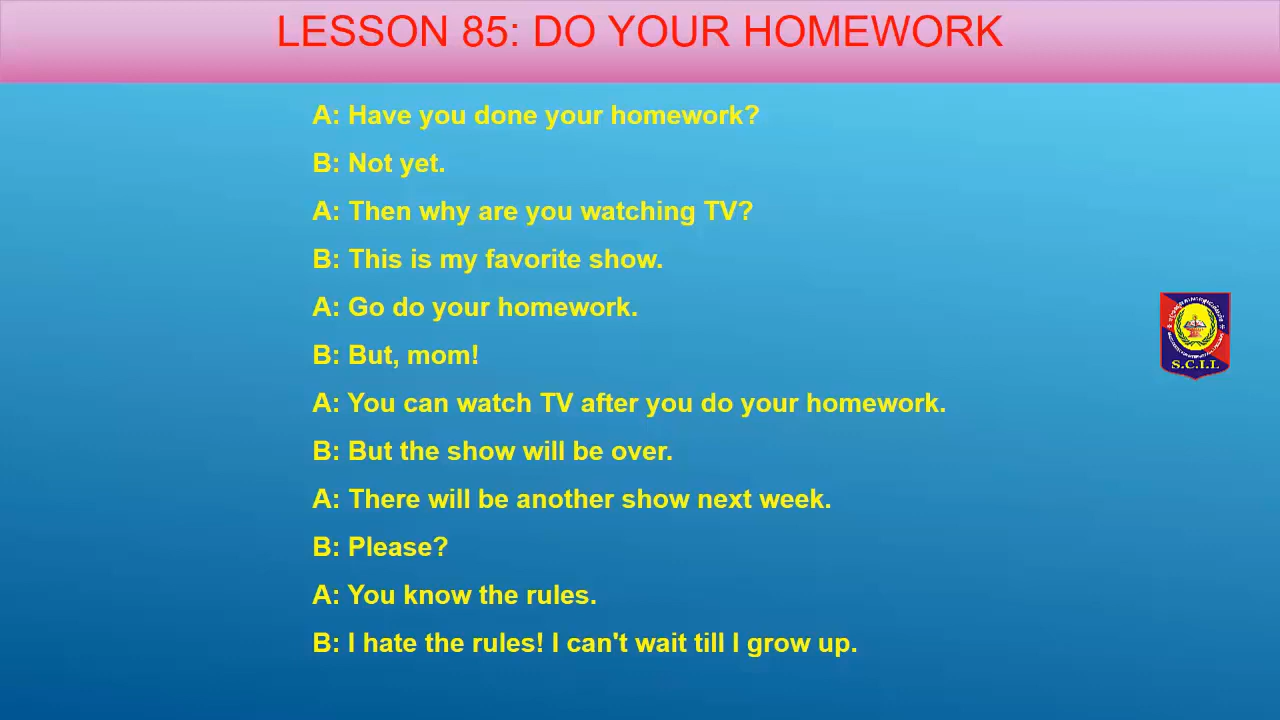 LESSON 85: DO YOUR HOMEWORK
A: Have you done your homework?
B: Not yet.
A: Then why are you watching TV?
B: This is my favorite show.
A: Go do your homework.
B: But, mom!
A: You can watch TV after you do your homework.
B: But the show will be over.
A: There will be another show next week.
B: Please?
A: You know the rules.
B: I hate the rules! I can't wait till I grow up.
S.C.I.L